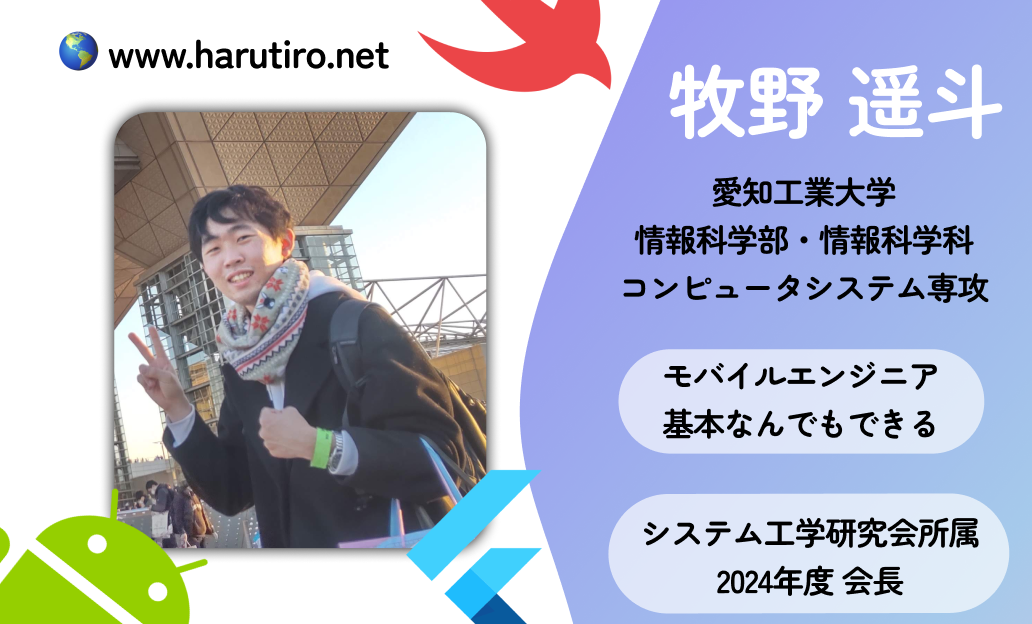 www.harutiro.net
牧野 遥斗
愛知工業大学
情報科学部・情報科学科
コンピュータシステム専攻
モバイルエンジニア
基本なんでもできる
システム工学研究会所属
2024年度 会長